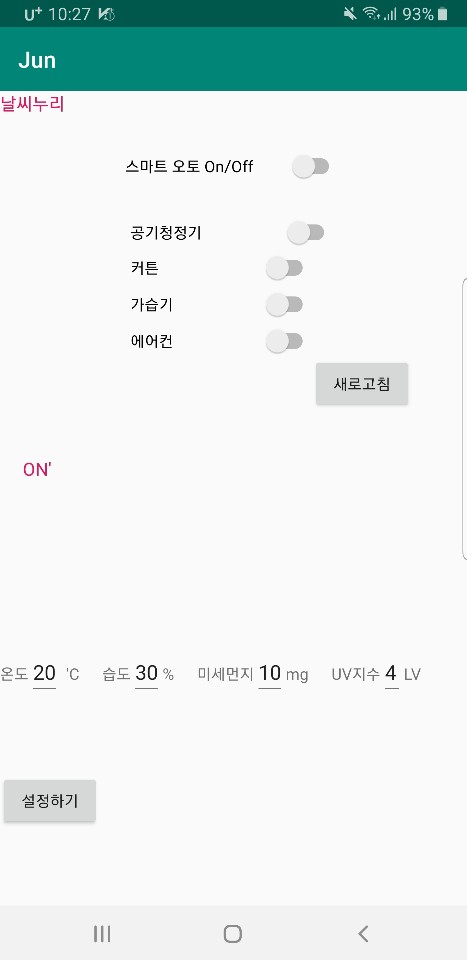 U+ 10:27 93%
Jun
날씨누리
스마트 오토 On/Off
공기청정기
커튼
가습기
에어컨
새로고침
ON'
온도 20 'C 습도 30 % 미세먼지 10 mg UV지수 4 LV
설정하기